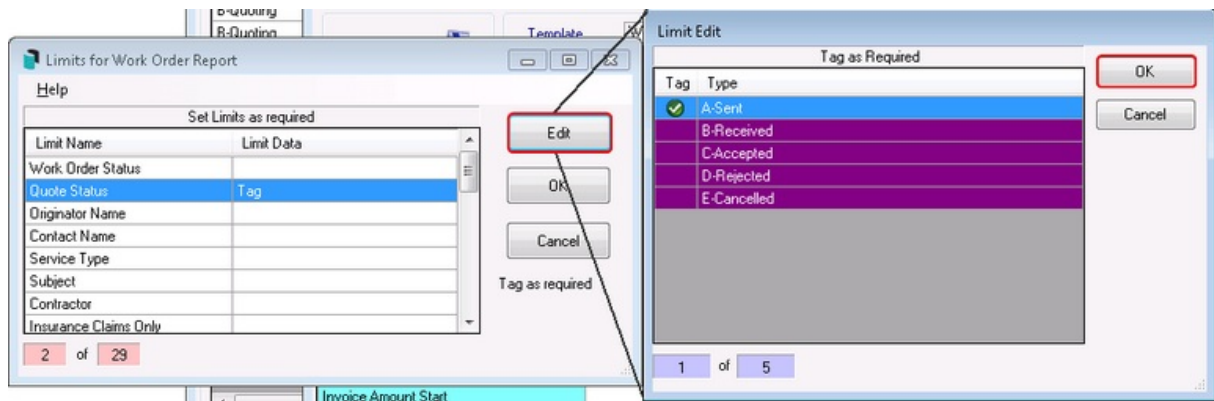 B-Quoting
B-Quoting
Template
W
Limits for Work Order Report
Help
Set Limits as required
Limit Name Limit Data
Work Order Status
Quote Status Tag
Originator Name
Contact Name
Service Type
Subject
Contractor
Insurance Claims Only
2 of 29
Edit
OK
Cancel
Tag as required
Invoice Amount Start
Limit Edit
Tag as Required
Tag Type
A-Sent
B-Received
C-Accepted
D-Rejected
E-Cancelled
1 of 5
OK
Cancel